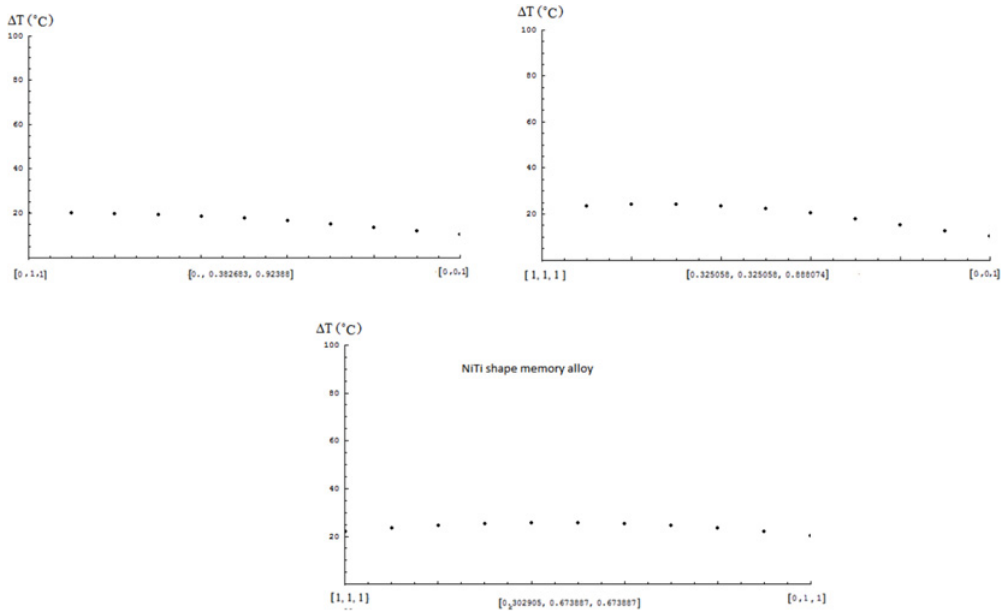 ΔT (°C)
100
80
60
40
20
[0,1,1]
[0., 0.382683, 0.92388]
[0,0,1]
ΔT (°C)
100
80
60
40
20
[1, 1, 1]
[0.325058, 0.325058, 0.888074]
[0,0,1]
ΔT (°C)
100
NiTi shape memory alloy
80
60
40
20
[1, 1, 1]
[0.302905, 0.673887, 0.673887]
[0,1,1]